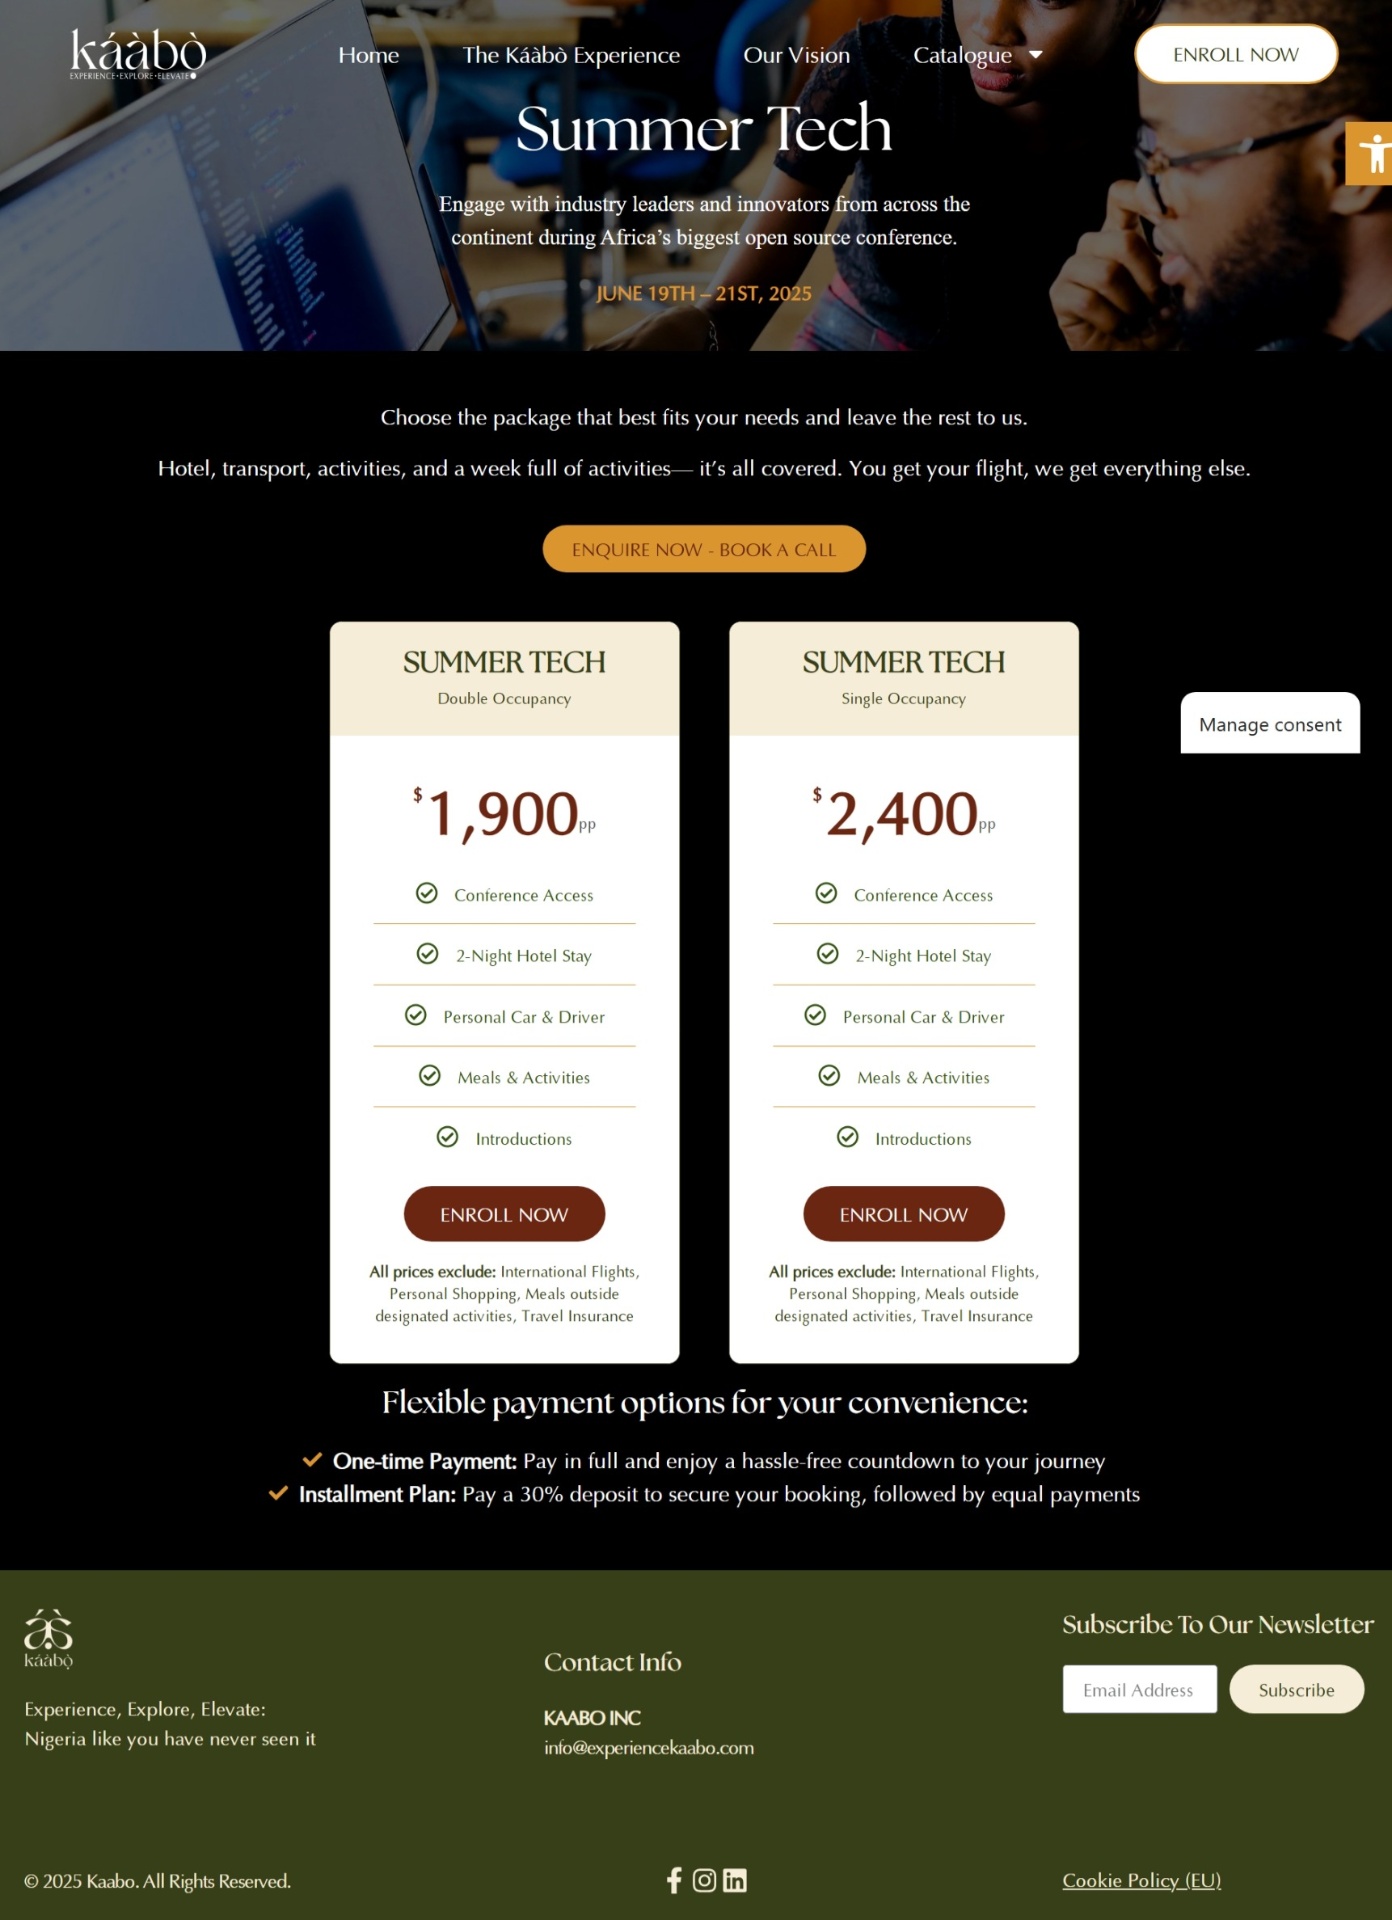 káàbò
EXPERIENCE•EXPLORE•ELEVATE
Home
The Káàbò Experience
Our Vision
Catalogue
ENROLL NOW
Summer Tech
Engage with industry leaders and innovators from across the
continent during Africa’s biggest open source conference.
JUNE 19TH – 21ST, 2025
Choose the package that best fits your needs and leave the rest to us.
Hotel, transport, activities, and a week full of activities— it’s all covered. You get your flight, we get everything else.
ENQUIRE NOW - BOOK A CALL
SUMMER TECH
Double Occupancy
$1,900pp
Conference Access
2-Night Hotel Stay
Personal Car & Driver
Meals & Activities
Introductions
ENROLL NOW
All prices exclude: International Flights,
Personal Shopping, Meals outside
designated activities, Travel Insurance
SUMMER TECH
Single Occupancy
$2,400pp
Conference Access
2-Night Hotel Stay
Personal Car & Driver
Meals & Activities
Introductions
ENROLL NOW
All prices exclude: International Flights,
Personal Shopping, Meals outside
designated activities, Travel Insurance
Manage consent
Flexible payment options for your convenience:
One-time Payment: Pay in full and enjoy a hassle-free countdown to your journey
Installment Plan: Pay a 30% deposit to secure your booking, followed by equal payments
káàbọ̀
Experience, Explore, Elevate:
Nigeria like you have never seen it
Contact Info
KAABO INC
info@experiencekaabo.com
Subscribe To Our Newsletter
Email Address
Subscribe
© 2025 Kaabo. All Rights Reserved.
Cookie Policy (EU)